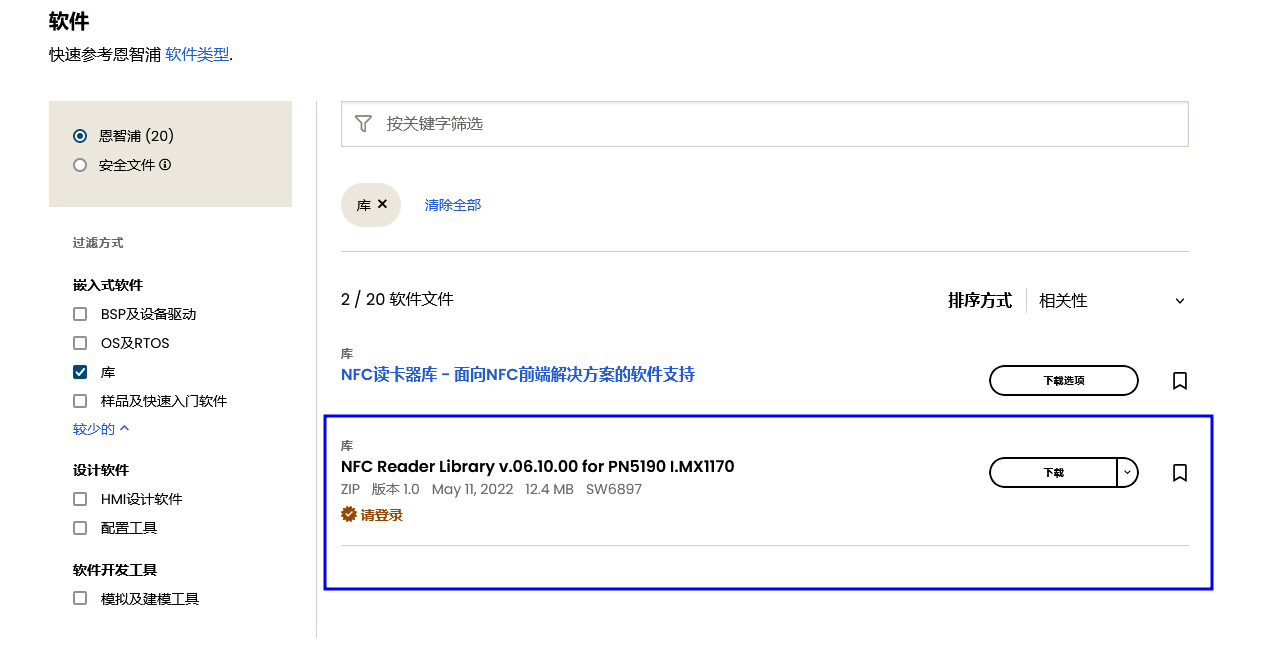 软件
快速参考恩智浦 软件类型.
恩智浦 (20)
安全文件
过滤方式
嵌入式软件
BSP及设备驱动
OS及RTOS
库
样品及快速入门软件
较少的
设计软件
HMI设计软件
配置工具
软件开发工具
模拟及建模工具
按关键字筛选
库 ×
清除全部
2 / 20 软件文件
排序方式 相关性
库
NFC读卡器库 - 面向NFC前端解决方案的软件支持
下载选项
库
NFC Reader Library v.06.10.00 for PN5190 I.MX1170
ZIP 版本 1.0 May 11, 2022 12.4 MB SW6897
请登录
下载